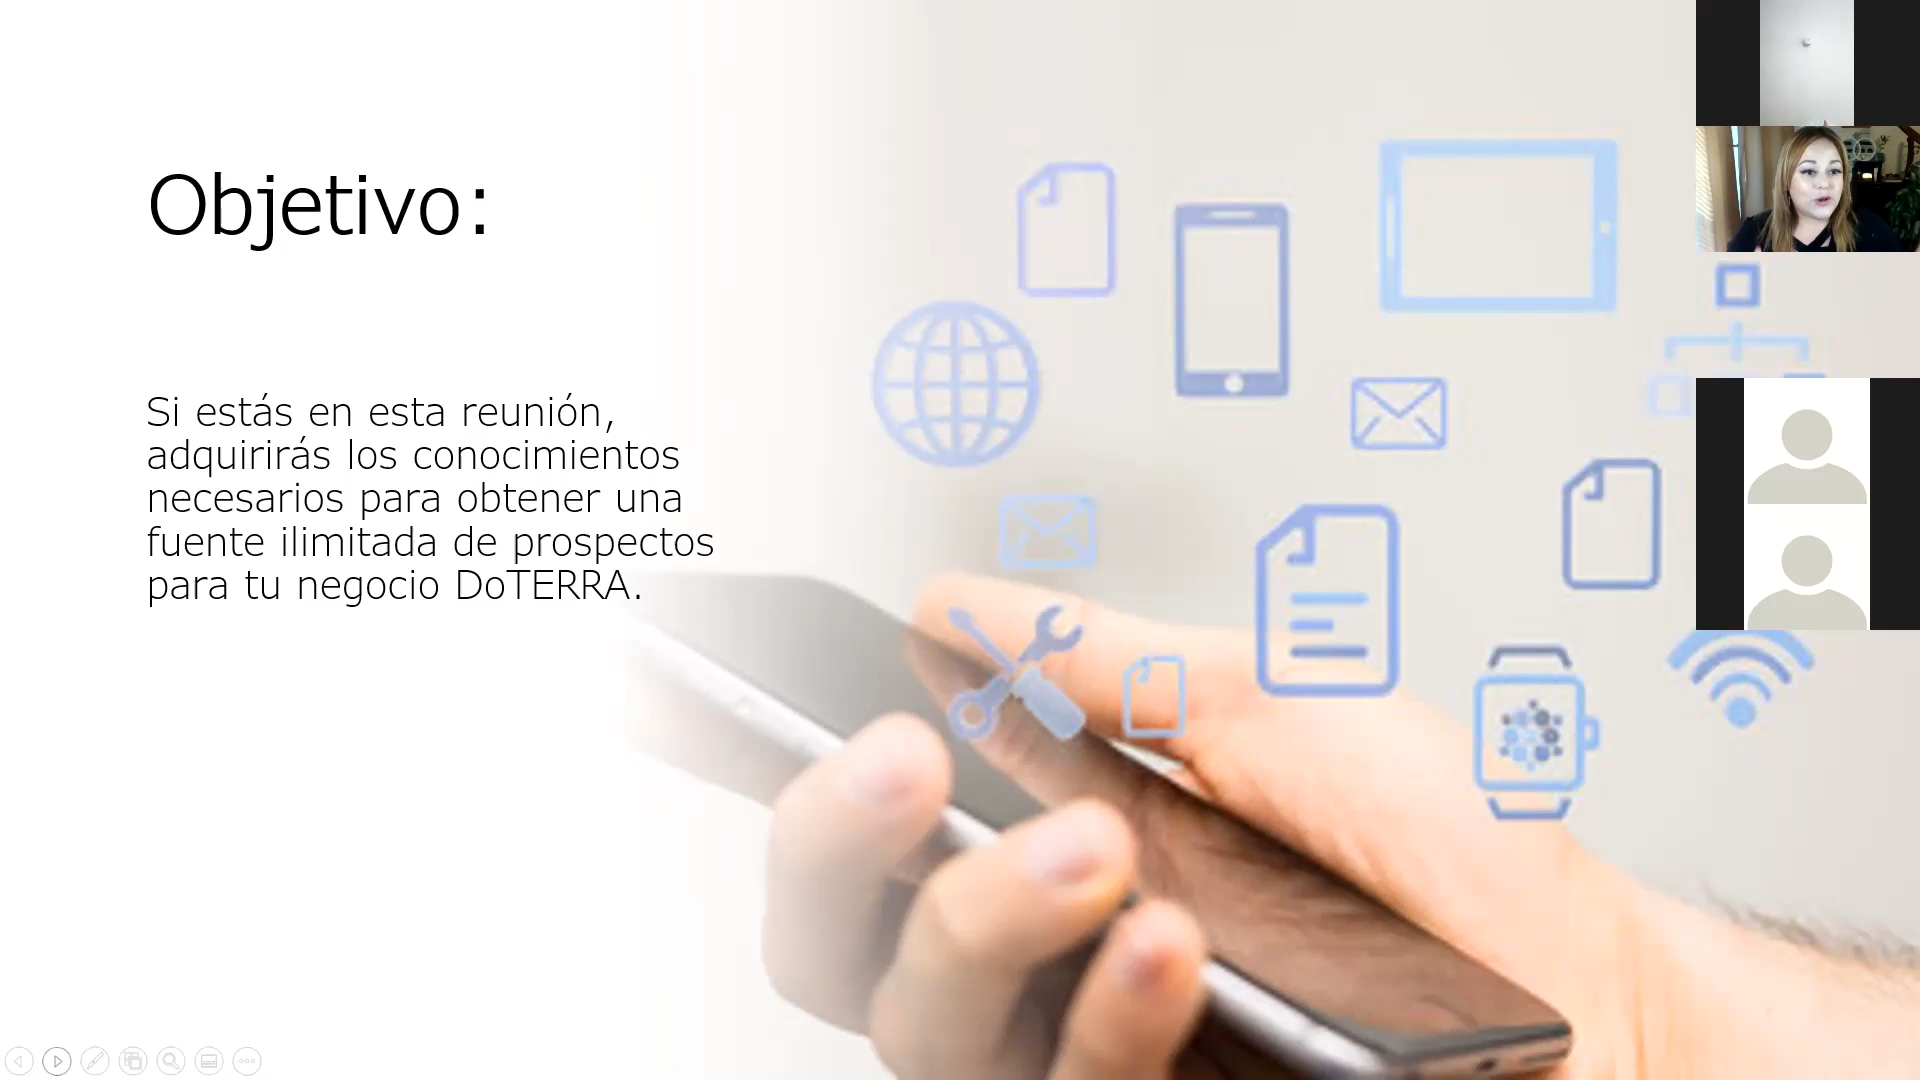 Objetivo:
Si estás en esta reunión,
adquirirás los conocimientos
necesarios para obtener una
fuente ilimitada de prospectos
para tu negocio DoTERRA.